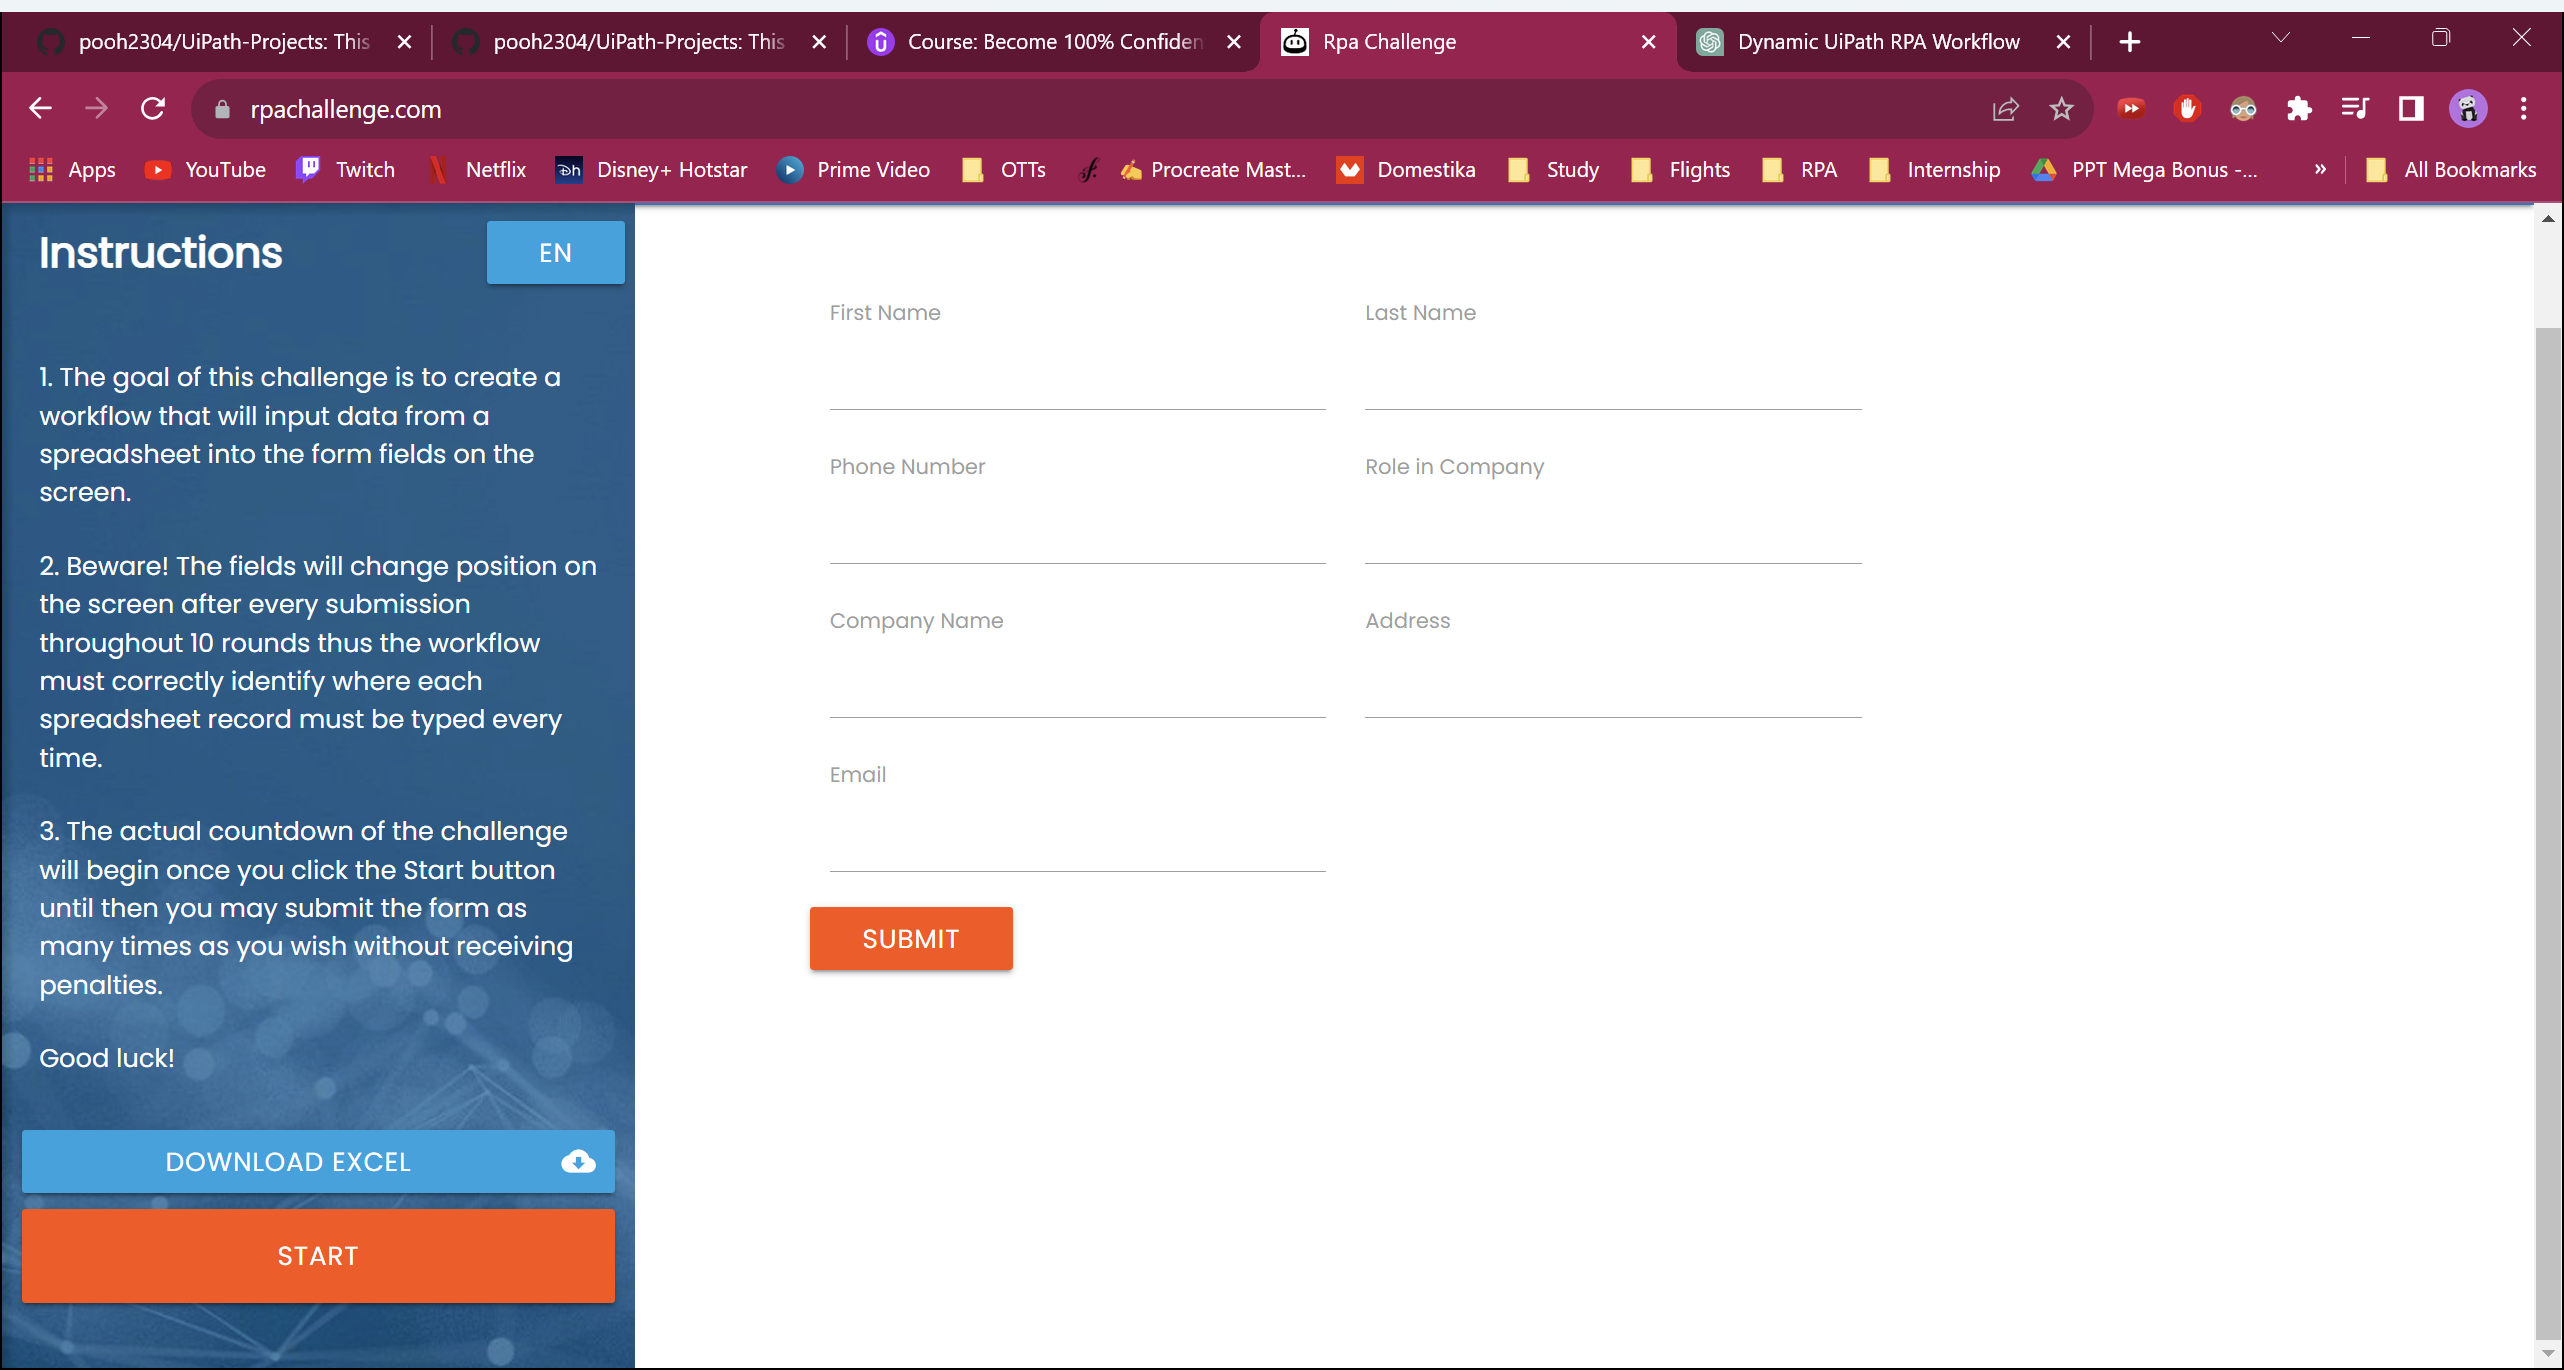 pooh2304/UiPath-Projects: This
pooh2304/UiPath-Projects: This
Course: Become 100% Confiden
Rpa Challenge
Dynamic UiPath RPA Workflow
rpachallenge.com
Apps
YouTube
Twitch
Netflix
Disney+ Hotstar
Prime Video
OTTs
Procreate Mast...
Domestika
Study
Flights
RPA
Internship
PPT Mega Bonus -...
»
All Bookmarks
Instructions
EN
1. The goal of this challenge is to create a
workflow that will input data from a
spreadsheet into the form fields on the
screen.
2. Beware! The fields will change position on
the screen after every submission
throughout 10 rounds thus the workflow
must correctly identify where each
spreadsheet record must be typed every
time.
3. The actual countdown of the challenge
will begin once you click the Start button
until then you may submit the form as
many times as you wish without receiving
penalties.
Good luck!
DOWNLOAD EXCEL
START
First Name
Last Name
Phone Number
Role in Company
Company Name
Address
Email
SUBMIT